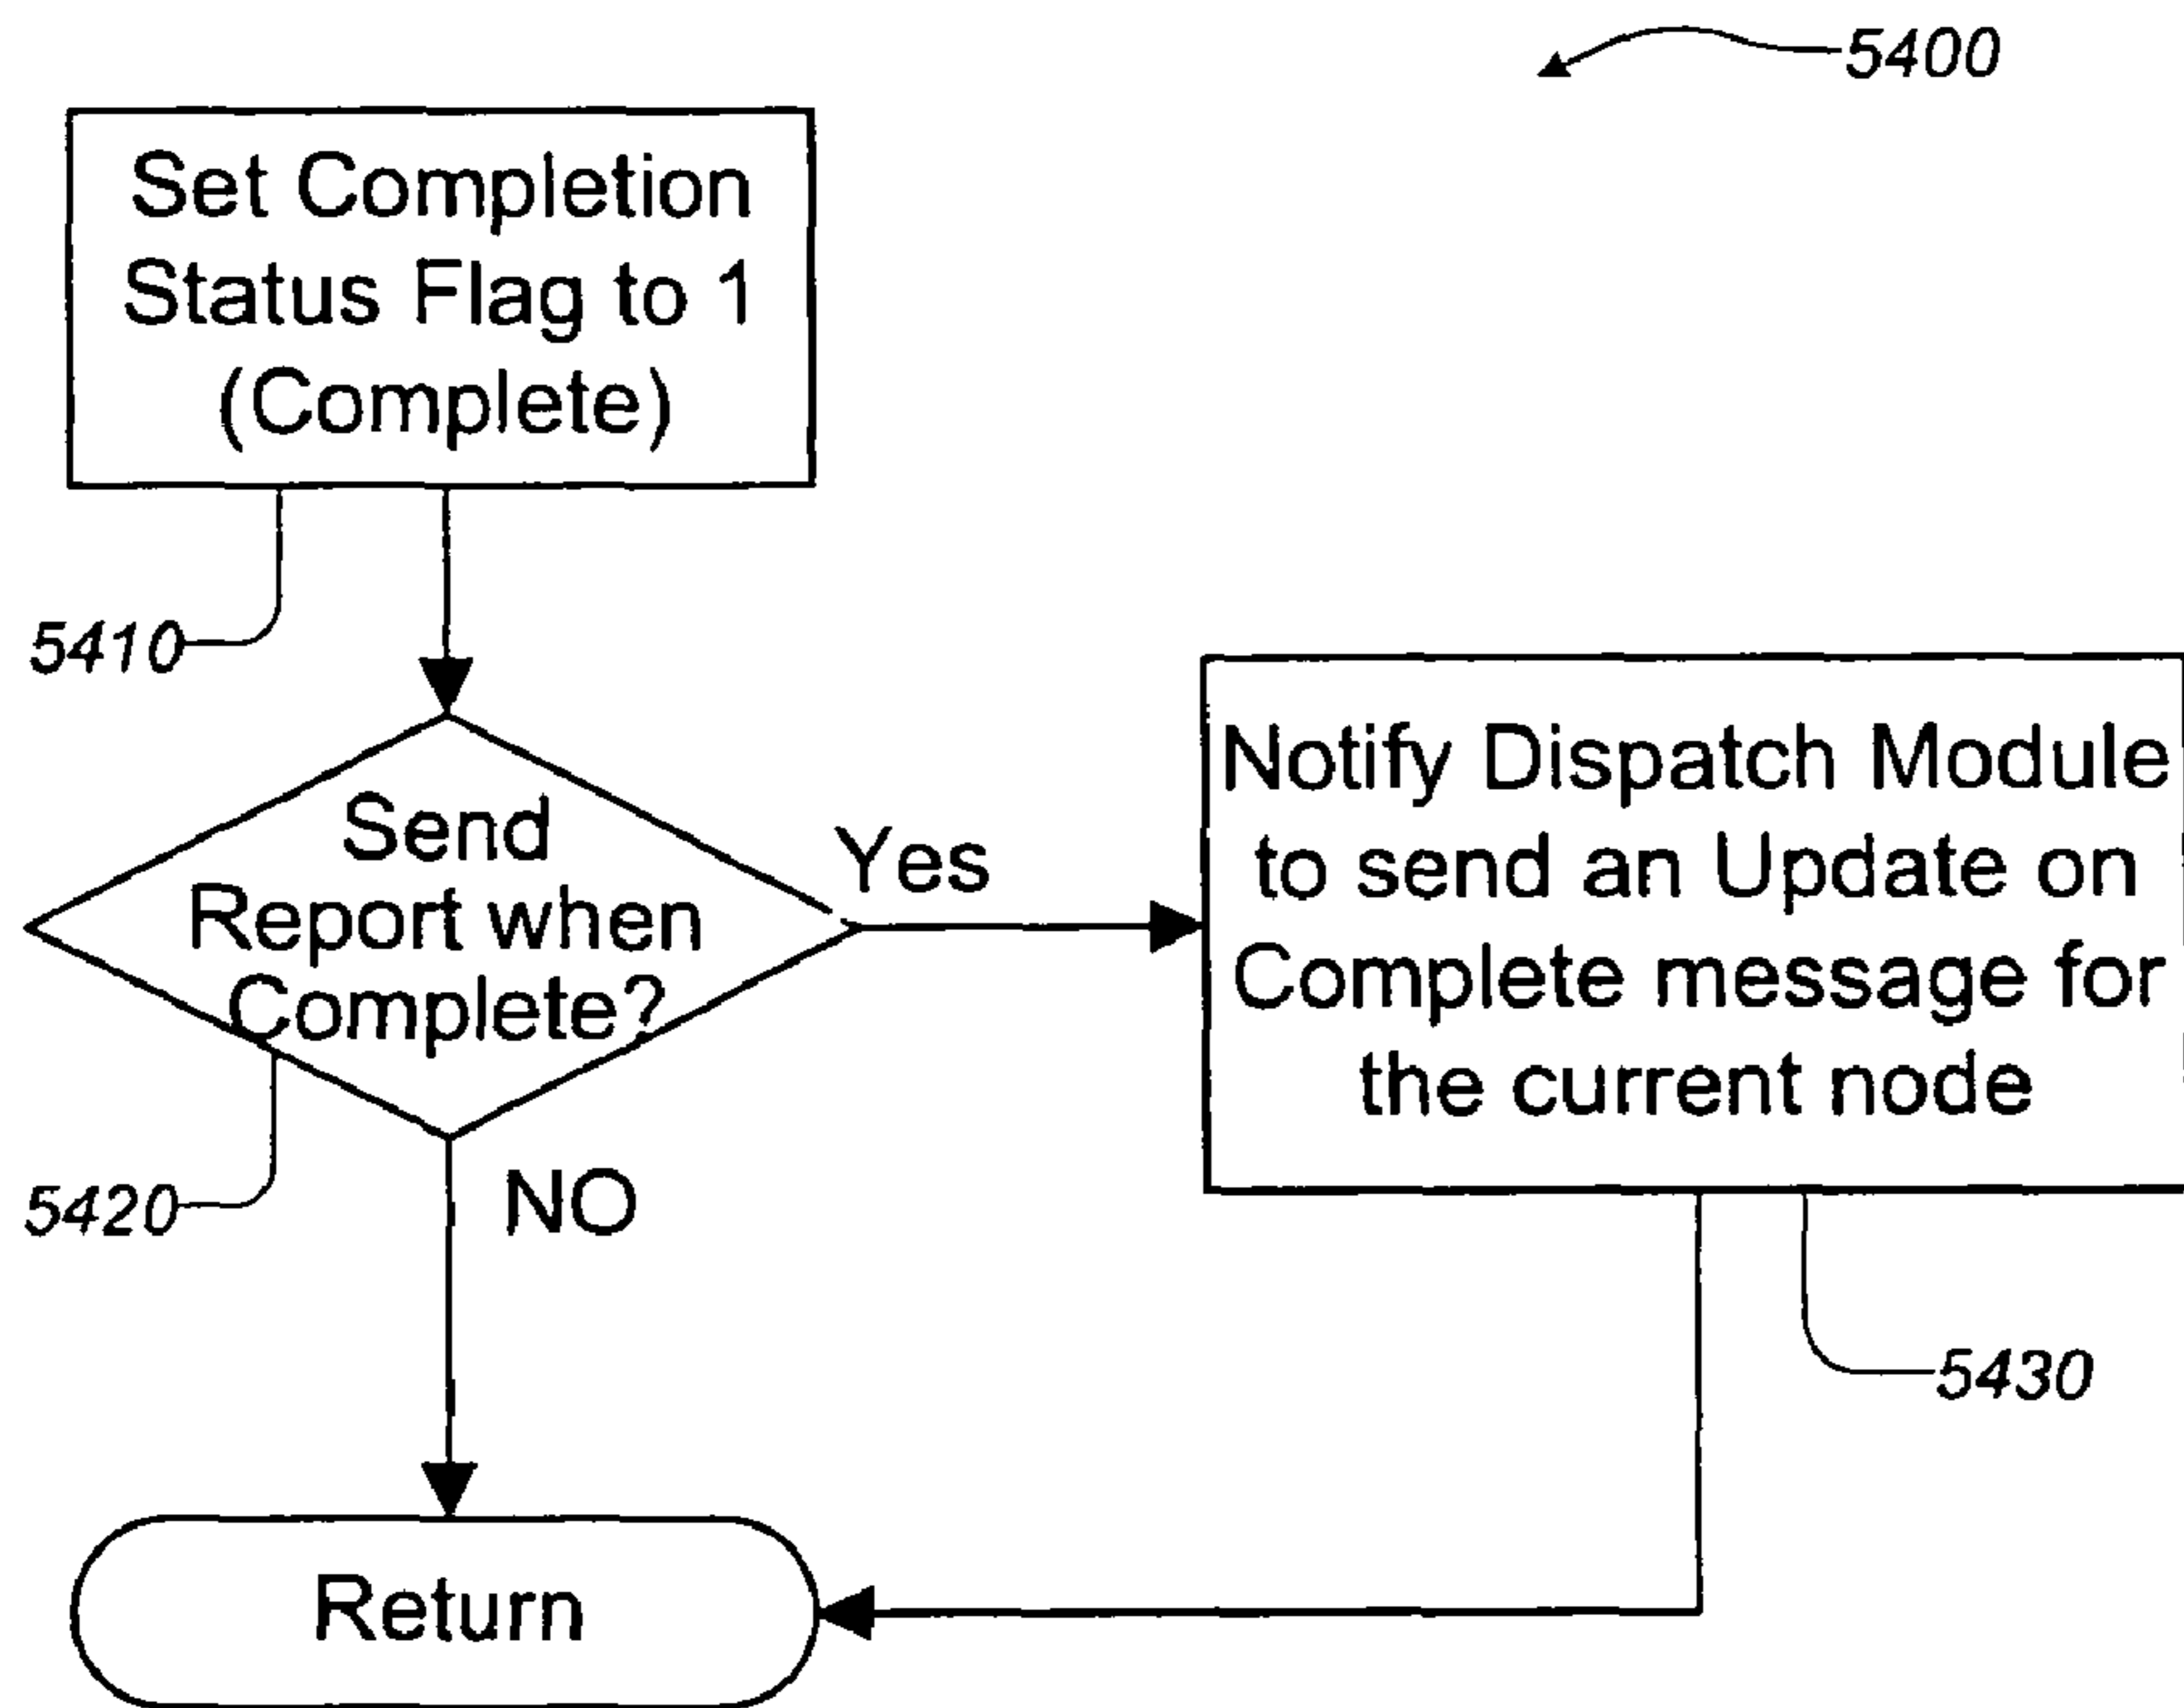 5400
Set Completion
Status Flag to 1
(Complete)
5410
Send
Report when
Complete?
Yes
Notify Dispatch Module
to send an Update on
Complete message for
the current node
5420
NO
5430
Return